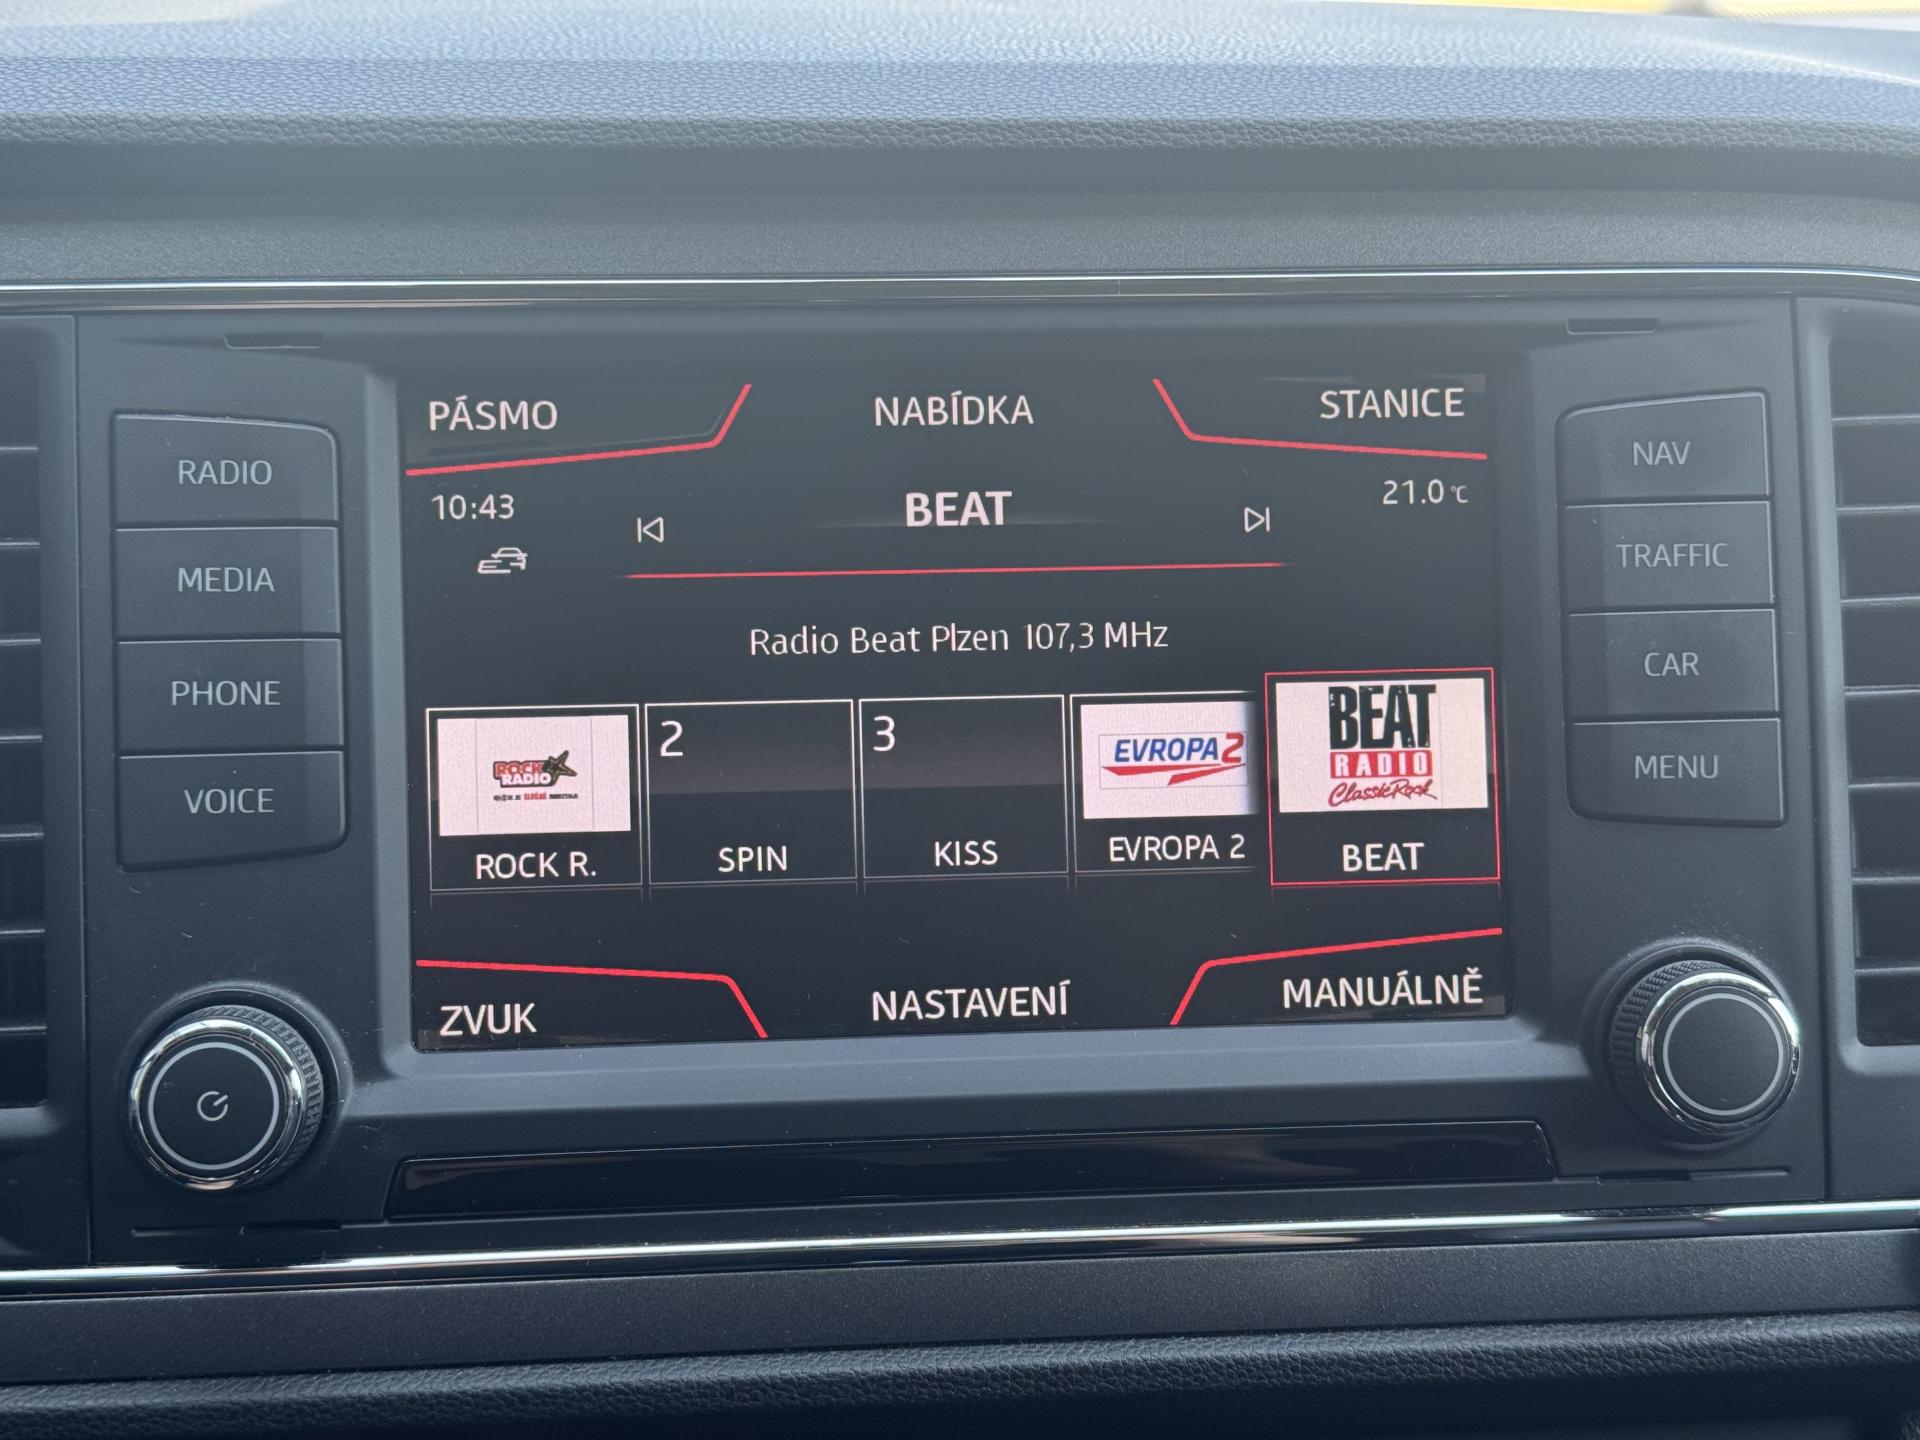 PÁSMO NABÍDKA STANICE
RADIO
MEDIA
PHONE
VOICE
10:43 BEAT 21.0 °C
Radio Beat Plzen 107,3 MHz
ROCK
RADIO
2
3
EVROPA 2
BEAT
RADIO
ClassicRock
ROCK R. SPIN KISS EVROPA 2 BEAT
ZVUK NASTAVENÍ MANUÁLNĚ
NAV
TRAFFIC
CAR
MENU